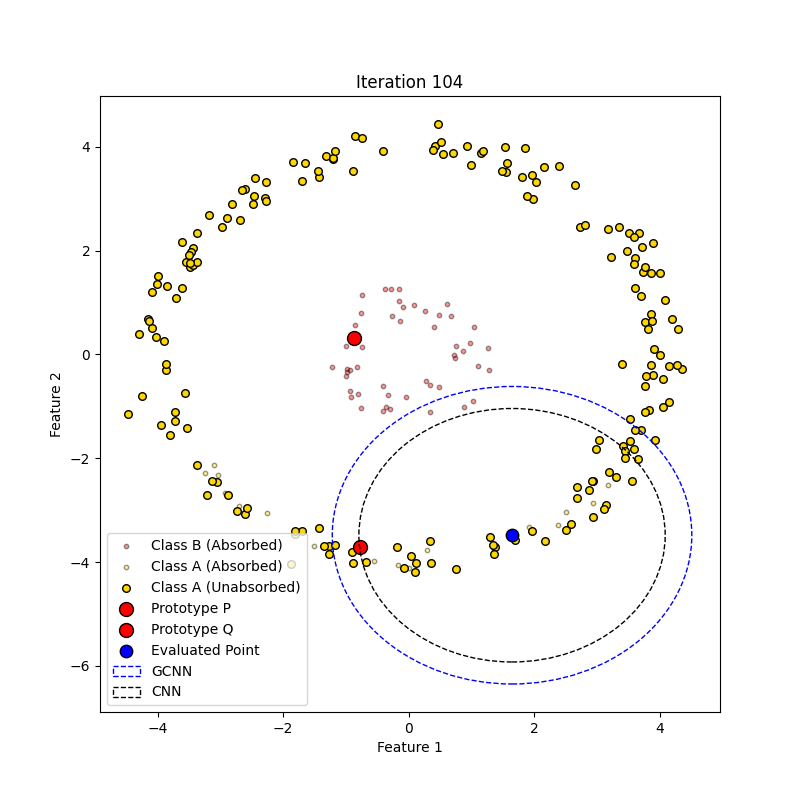 Iteration 104
Feature 2
4
2
0
−2
−4
−6
Class B (Absorbed)
Class A (Absorbed)
Class A (Unabsorbed)
Prototype P
Prototype Q
Evaluated Point
GCNN
CNN
−4
−2
0
2
4
Feature 1